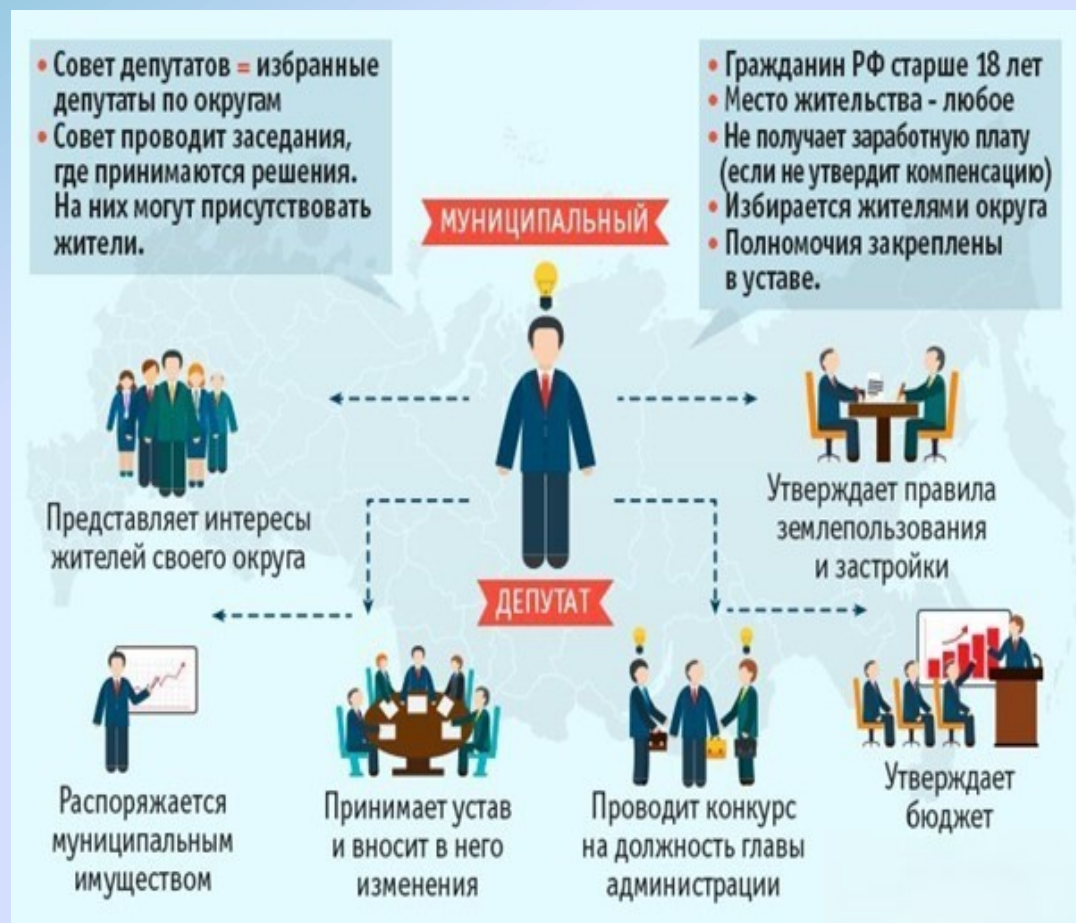 • Совет депутатов = избранные
депутаты по округам
• Совет проводит заседания,
где принимаются решения.
На них могут присутствовать
жители.
• Гражданин РФ старше 18 лет
• Место жительства - любое
• Не получает заработную плату
(если не утвердит компенсацию)
• Избирается жителями округа
• Полномочия закреплены
в уставе.
МУНИЦИПАЛЬНЫЙ
ДЕПУТАТ
Представляет интересы
жителей своего округа
Утверждает правила
землепользования
и застройки
Распоряжается
муниципальным
имуществом
Принимает устав
и вносит в него
изменения
Проводит конкурс
на должность главы
администрации
Утверждает
бюджет